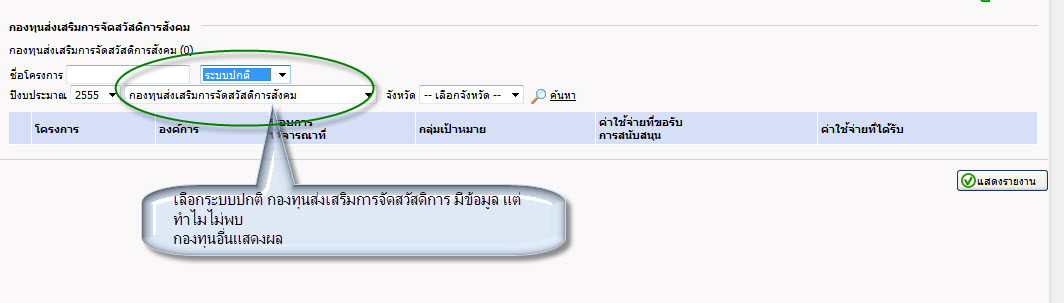 กองทุนส่งเสริมการจัดสวัสดิการสังคม
กองทุนส่งเสริมการจัดสวัสดิการสังคม (0)
ชื่อโครงการ ระบบปกติ
ปีงบประมาณ 2555 กองทุนส่งเสริมการจัดสวัสดิการสังคม จังหวัด -- เลือกจังหวัด -- ค้นหา
โครงการ องค์การ กลุ่มเป้าหมาย ค่าใช้จ่ายที่ขอรับ ค่าใช้จ่ายที่ได้รับ
การสนับสนุน
แสดงรายงาน
เลือกระบบปกติ กองทุนส่งเสริมการจัดสวัสดิการ มีข้อมูล แต่
ทำไมไม่พบ
กองทุนอื่นแสดงผล